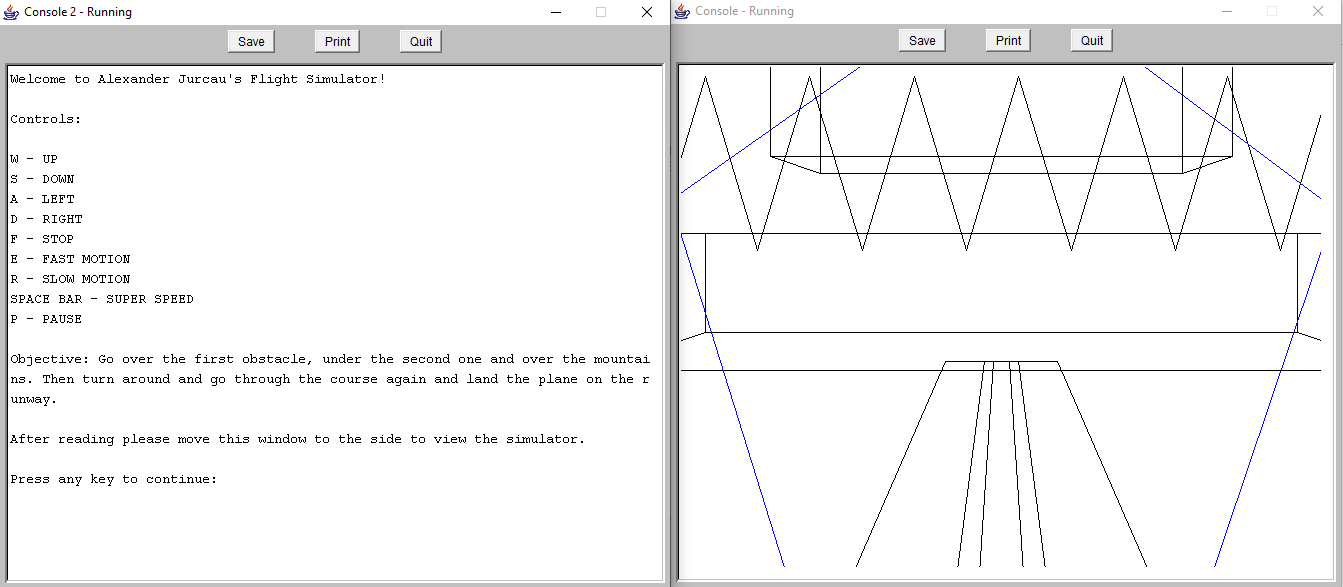 Console 2 - Running
Save Print Quit
Welcome to Alexander Jurcau's Flight Simulator!
Controls:
W - UP
S - DOWN
A - LEFT
D - RIGHT
F - STOP
E - FAST MOTION
R - SLOW MOTION
SPACE BAR - SUPER SPEED
P - PAUSE
Objective: Go over the first obstacle, under the second one and over the mountai
ns. Then turn around and go through the course again and land the plane on the r
unway.
After reading please move this window to the side to view the simulator.
Press any key to continue:
Console - Running
Save Print Quit